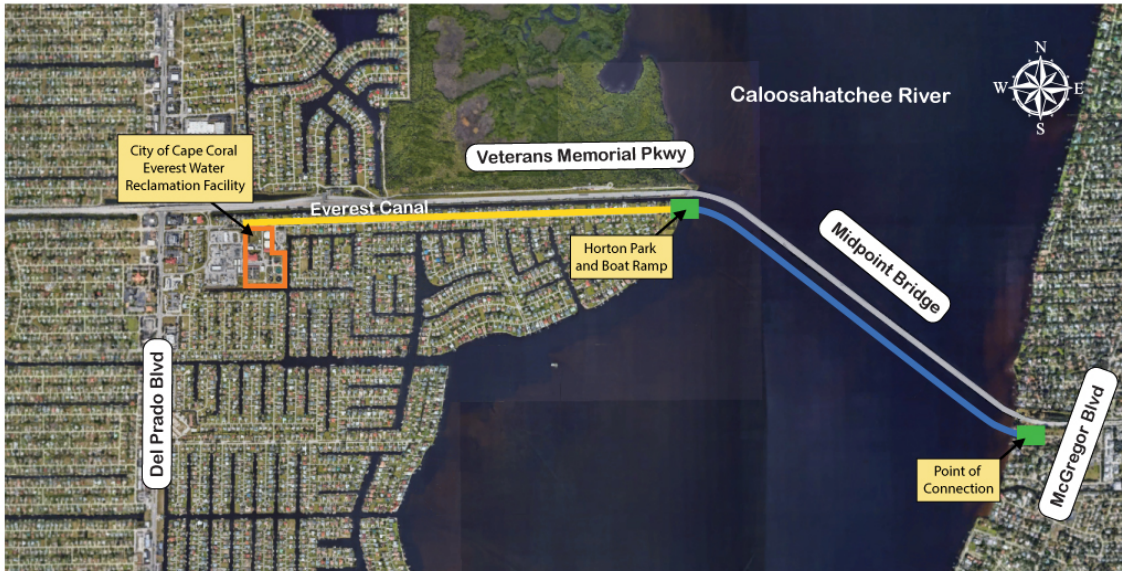 N
W
E
S
Caloosahatchee River
City of Cape Coral
Everest Water
Reclamation Facility
Veterans Memorial Pkwy
Everest Canal
Horton Park
and Boat Ramp
Midpoint Bridge
Del Prado Blvd
McGregor Blvd
Point of
Connection